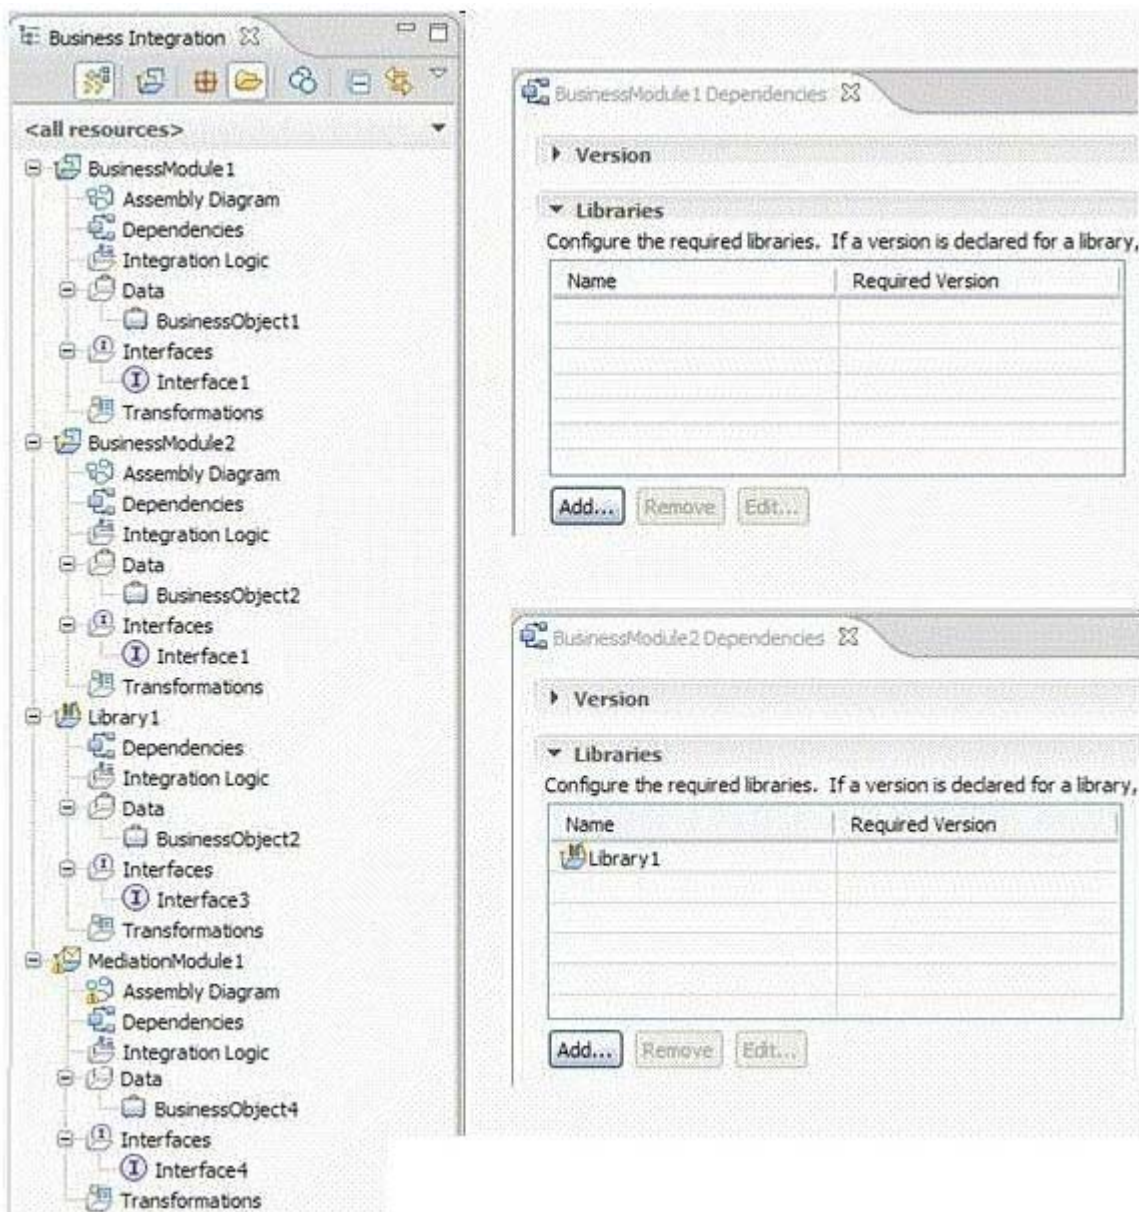 Business Integration
<all resources>
BusinessModule1
Assembly Diagram
Dependencies
Integration Logic
Data
BusinessObject1
Interfaces
Interface1
Transformations
BusinessModule2
Assembly Diagram
Dependencies
Integration Logic
Data
BusinessObject2
Interfaces
Interface1
Transformations
Library1
Dependencies
Integration Logic
Data
BusinessObject2
Interfaces
Interface3
Transformations
MediationModule1
Assembly Diagram
Dependencies
Integration Logic
Data
BusinessObject4
Interfaces
Interface4
Transformations
BusinessModule1 Dependencies
Version
Libraries
Configure the required libraries. If a version is declared for a library,
Name Required Version
Add... Remove Edit...
BusinessModule2 Dependencies
Version
Libraries
Configure the required libraries. If a version is declared for a library,
Name Required Version
Library1
Add... Remove Edit...